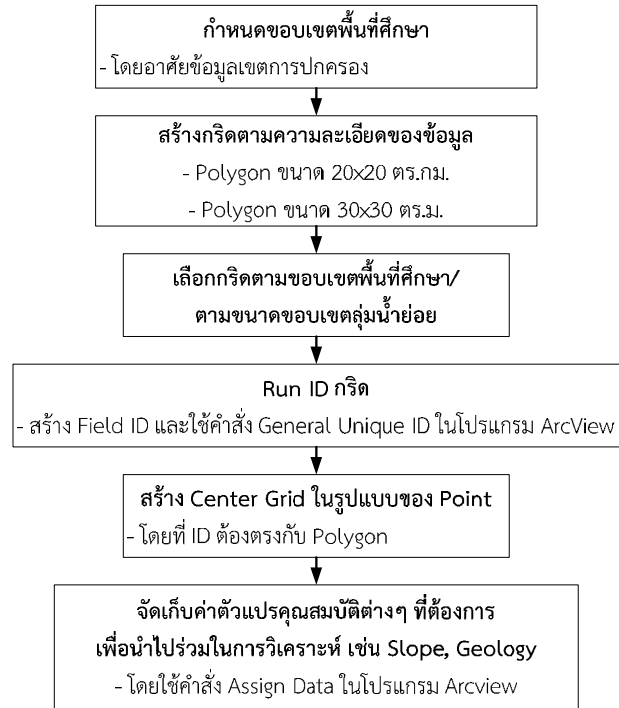 กำหนดขอบเขตพื้นที่ศึกษา
- โดยอาศัยข้อมูลเขตการปกครอง
สร้างกริดตามความละเอียดของข้อมูล
- Polygon ขนาด 20x20 ตร.กม.
- Polygon ขนาด 30x30 ตร.ม.
เลือกกริดตามขอบเขตพื้นที่ศึกษา/
ตามขนาดขอบเขตลุ่มน้ำย่อย
Run ID กริด
- สร้าง Field ID และใช้คำสั่ง General Unique ID ในโปรแกรม ArcView
สร้าง Center Grid ในรูปแบบของ Point
- โดยที่ ID ต้องตรงกับ Polygon
จัดเก็บค่าตัวแปรคุณสมบัติต่างๆ ที่ต้องการ
เพื่อนำไปร่วมในการวิเคราะห์ เช่น Slope, Geology
- โดยใช้คำสั่ง Assign Data ในโปรแกรม Arcview